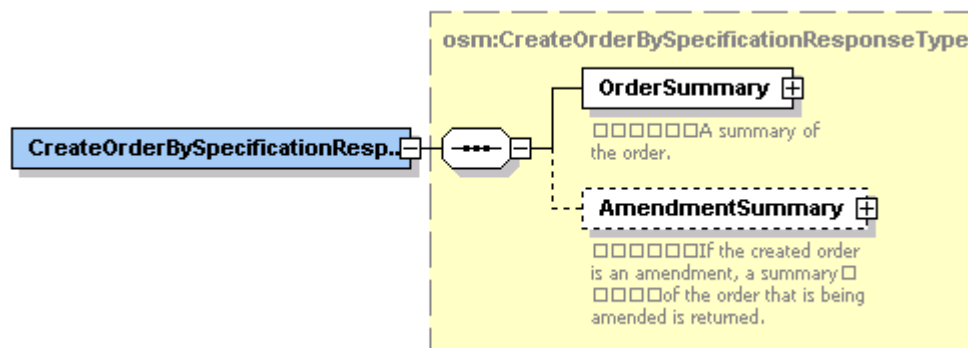 osm:CreateOrderBySpecificationResponseType
OrderSummary
□□□□□□A summary of
the order.
CreateOrderBySpecificationResp..
AmendmentSummary
□□□□□□If the created order
is an amendment, a summary□
□□□□of the order that is being
amended is returned.